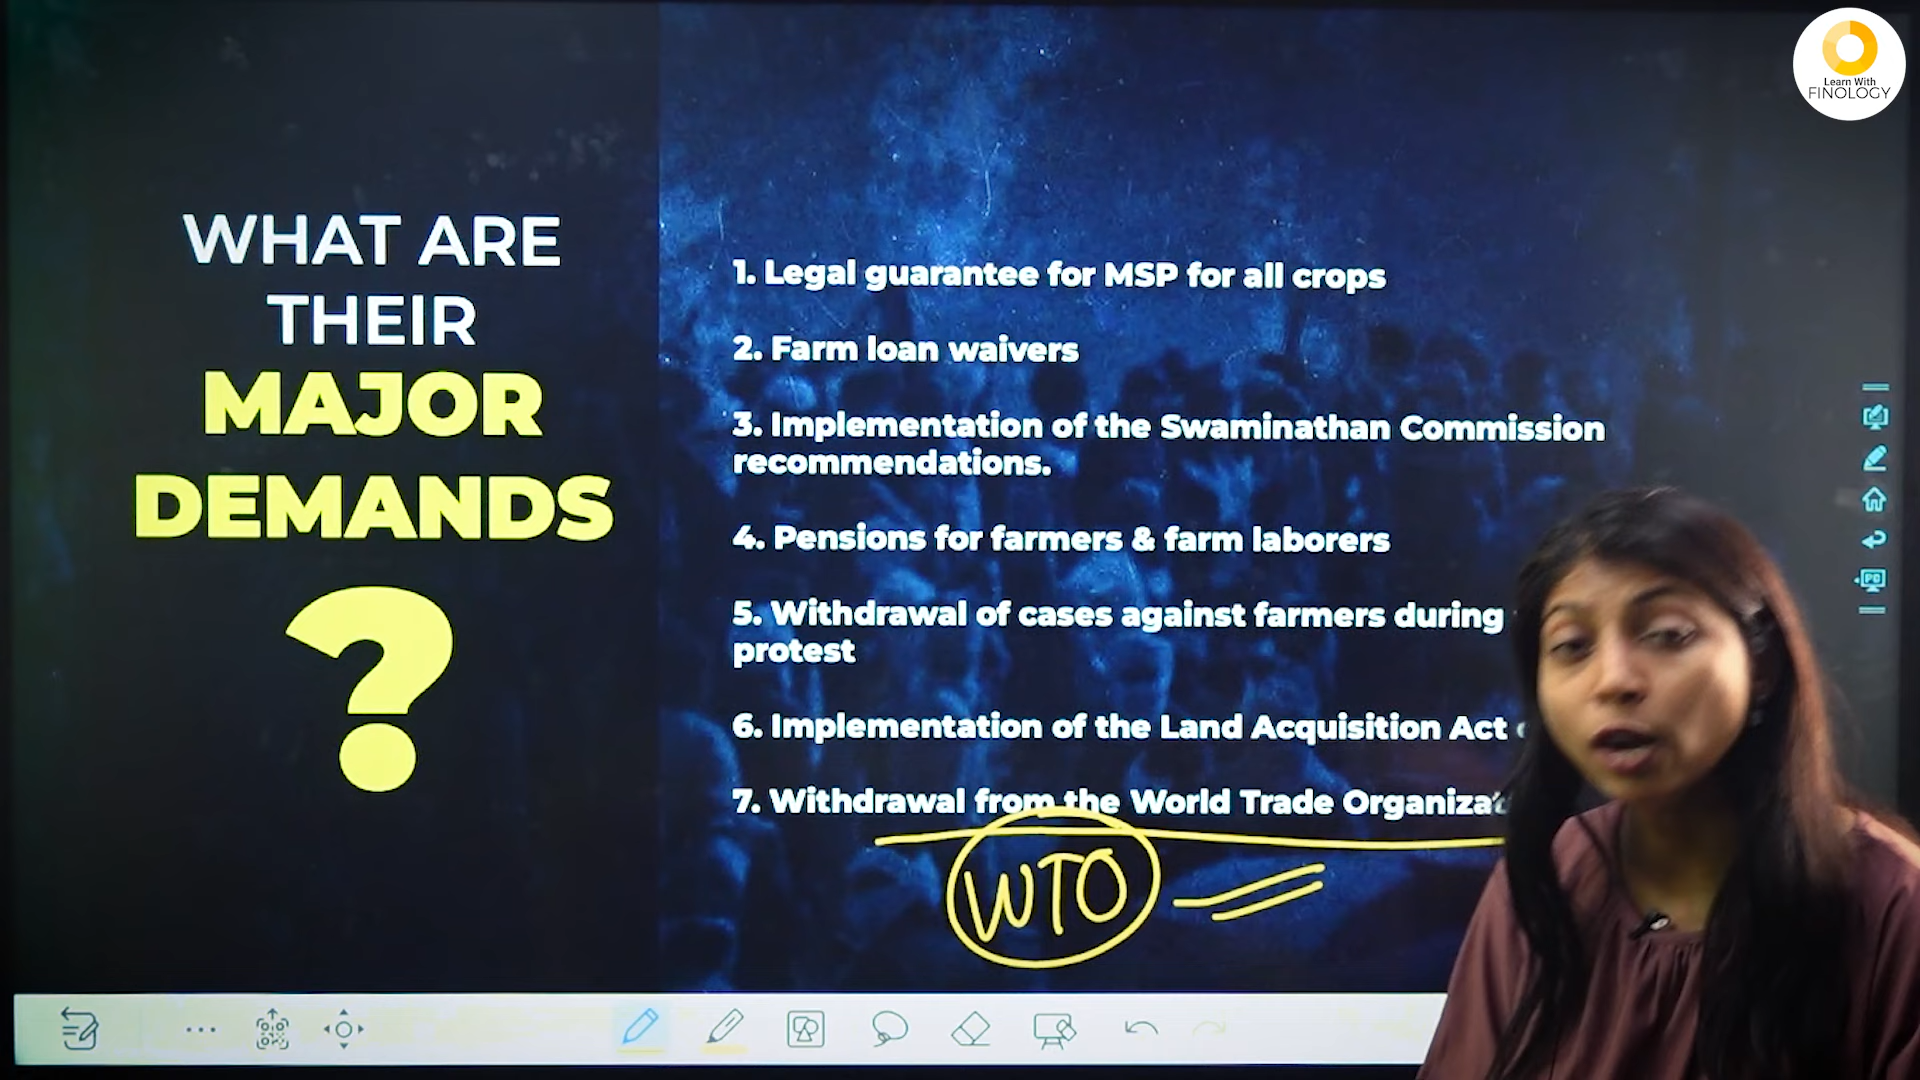 Learn With
FINOLOGY
WHAT ARE
THEIR
MAJOR
DEMANDS
?
1. Legal guarantee for MSP for all crops
2. Farm loan waivers
3. Implementation of the Swaminathan Commission
recommendations.
4. Pensions for farmers & farm laborers
5. Withdrawal of cases against farmers during
protest
6. Implementation of the Land Acquisition Act
7. Withdrawal from the World Trade
WTO